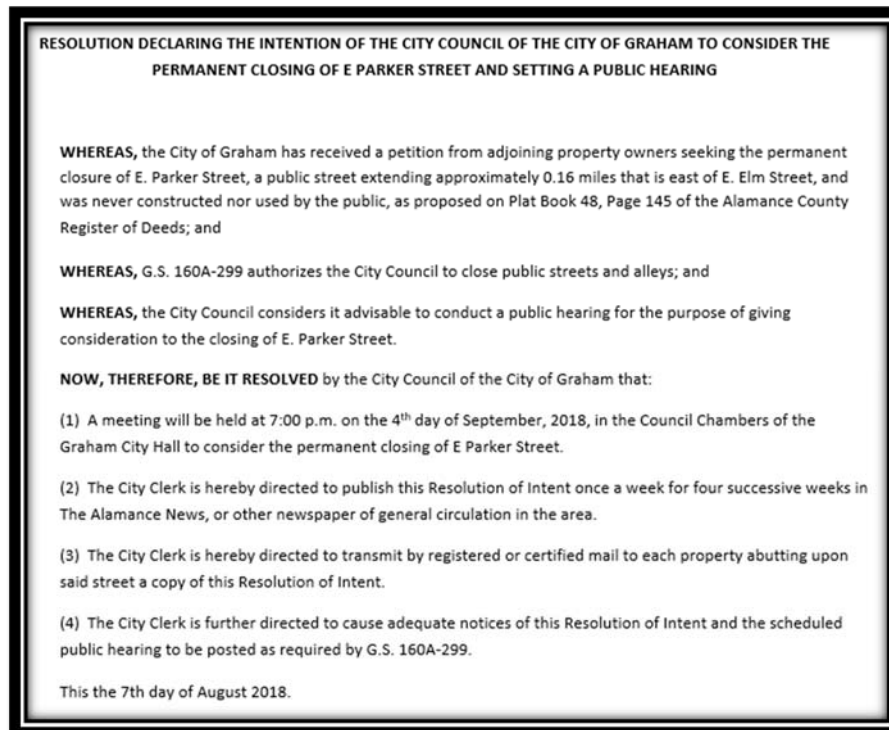 RESOLUTION DECLARING THE INTENTION OF THE CITY COUNCIL OF THE CITY OF GRAHAM TO CONSIDER THE
PERMANENT CLOSING OF E PARKER STREET AND SETTING A PUBLIC HEARING
WHEREAS, the City of Graham has received a petition from adjoining property owners seeking the permanent
closure of E. Parker Street, a public street extending approximately 0.16 miles that is east of E. Elm Street, and
was never constructed nor used by the public, as proposed on Plat Book 48, Page 145 of the Alamance County
Register of Deeds; and
WHEREAS, G.S. 160A-299 authorizes the City Council to close public streets and alleys; and
WHEREAS, the City Council considers it advisable to conduct a public hearing for the purpose of giving
consideration to the closing of E. Parker Street.
NOW, THEREFORE, BE IT RESOLVED by the City Council of the City of Graham that:
(1) A meeting will be held at 7:00 p.m. on the 4th day of September, 2018, in the Council Chambers of the
Graham City Hall to consider the permanent closing of E Parker Street.
(2) The City Clerk is hereby directed to publish this Resolution of Intent once a week for four successive weeks in
The Alamance News, or other newspaper of general circulation in the area.
(3) The City Clerk is hereby directed to transmit by registered or certified mail to each property abutting upon
said street a copy of this Resolution of Intent.
(4) The City Clerk is further directed to cause adequate notices of this Resolution of Intent and the scheduled
public hearing to be posted as required by G.S. 160A-299.
This the 7th day of August 2018.